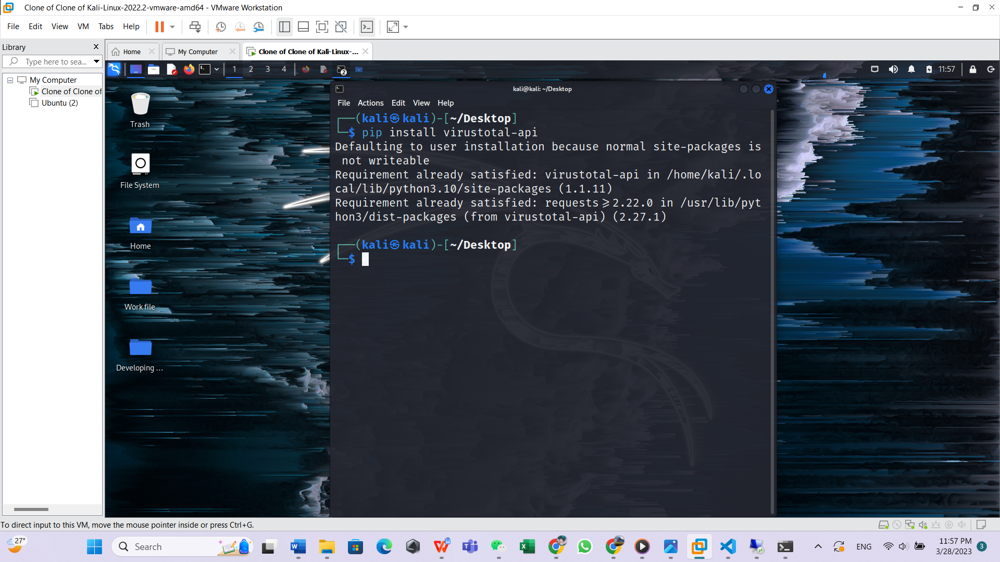 Clone of Clone of Kali-Linux-2022.2-vmware-amd64 - VMware Workstation
File Edit View VM Tabs Help
Library
Type here to sea...
My Computer
Clone of Clone of
Ubuntu (2)
Home
My Computer
Clone of Clone of Kali-Linux-...
1 2 3 4
2
11:57
Trash
File System
Home
Work file
Developing ...
kali@kali: ~/Desktop
File Actions Edit View Help
┌──(kali㉿kali)-[~/Desktop]
└─$ pip install virustotal-api
Defaulting to user installation because normal site-packages is
not writeable
Requirement already satisfied: virustotal-api in /home/kali/.lo
cal/lib/python3.10/site-packages (1.1.11)
Requirement already satisfied: requests>=2.22.0 in /usr/lib/pyt
hon3/dist-packages (from virustotal-api) (2.27.1)
┌──(kali㉿kali)-[~/Desktop]
└─$
To direct input to this VM, move the mouse pointer inside or press Ctrl+G.
27°
Search
ENG
11:57 PM
3/28/2023
3